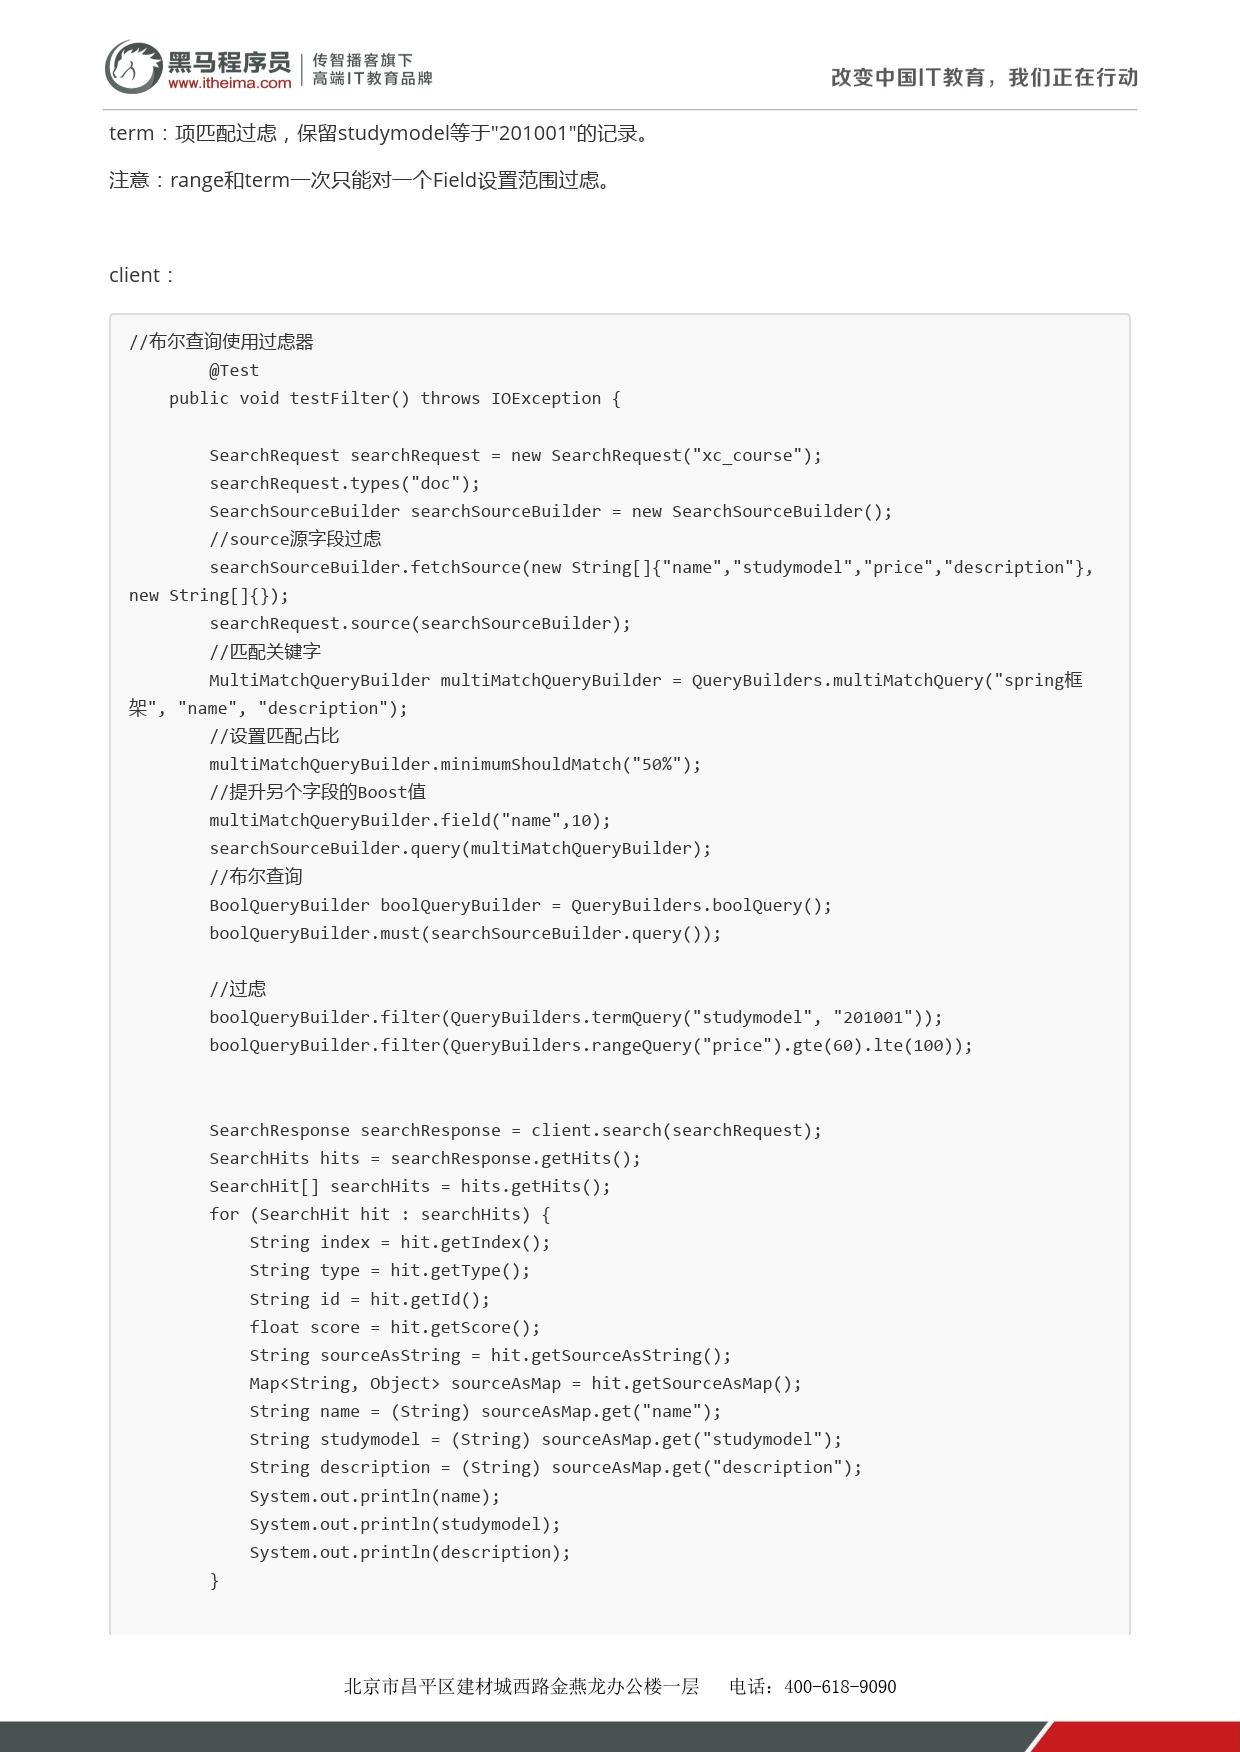 黑马程序员
www.itheima.com
传智播客旗下
高端IT教育品牌
改变中国IT教育，我们正在行动
term：项匹配过虑，保留studymodel等于"201001"的记录。
注意：range和term一次只能对一个Field设置范围过虑。
client：
//布尔查询使用过虑器
        @Test
    public void testFilter() throws IOException {
        SearchRequest searchRequest = new SearchRequest("xc_course");
        searchRequest.types("doc");
        SearchSourceBuilder searchSourceBuilder = new SearchSourceBuilder();
        //source源字段过虑
        searchSourceBuilder.fetchSource(new String[]{"name","studymodel","price","description"},
new String[]{});
        searchRequest.source(searchSourceBuilder);
        //匹配关键字
        MultiMatchQueryBuilder multiMatchQueryBuilder = QueryBuilders.multiMatchQuery("spring框
架", "name", "description");
        //设置匹配占比
        multiMatchQueryBuilder.minimumShouldMatch("50%");
        //提升另个字段的Boost值
        multiMatchQueryBuilder.field("name",10);
        searchSourceBuilder.query(multiMatchQueryBuilder);
        //布尔查询
        BoolQueryBuilder boolQueryBuilder = QueryBuilders.boolQuery();
        boolQueryBuilder.must(searchSourceBuilder.query());
        //过虑
        boolQueryBuilder.filter(QueryBuilders.termQuery("studymodel", "201001"));
        boolQueryBuilder.filter(QueryBuilders.rangeQuery("price").gte(60).lte(100));
        SearchResponse searchResponse = client.search(searchRequest);
        SearchHits hits = searchResponse.getHits();
        SearchHit[] searchHits = hits.getHits();
        for (SearchHit hit : searchHits) {
            String index = hit.getIndex();
            String type = hit.getType();
            String id = hit.getId();
            float score = hit.getScore();
            String sourceAsString = hit.getSourceAsString();
            Map<String, Object> sourceAsMap = hit.getSourceAsMap();
            String name = (String) sourceAsMap.get("name");
            String studymodel = (String) sourceAsMap.get("studymodel");
            String description = (String) sourceAsMap.get("description");
            System.out.println(name);
            System.out.println(studymodel);
            System.out.println(description);
        }
北京市昌平区建材城西路金燕龙办公楼一层 电话：400-618-9090